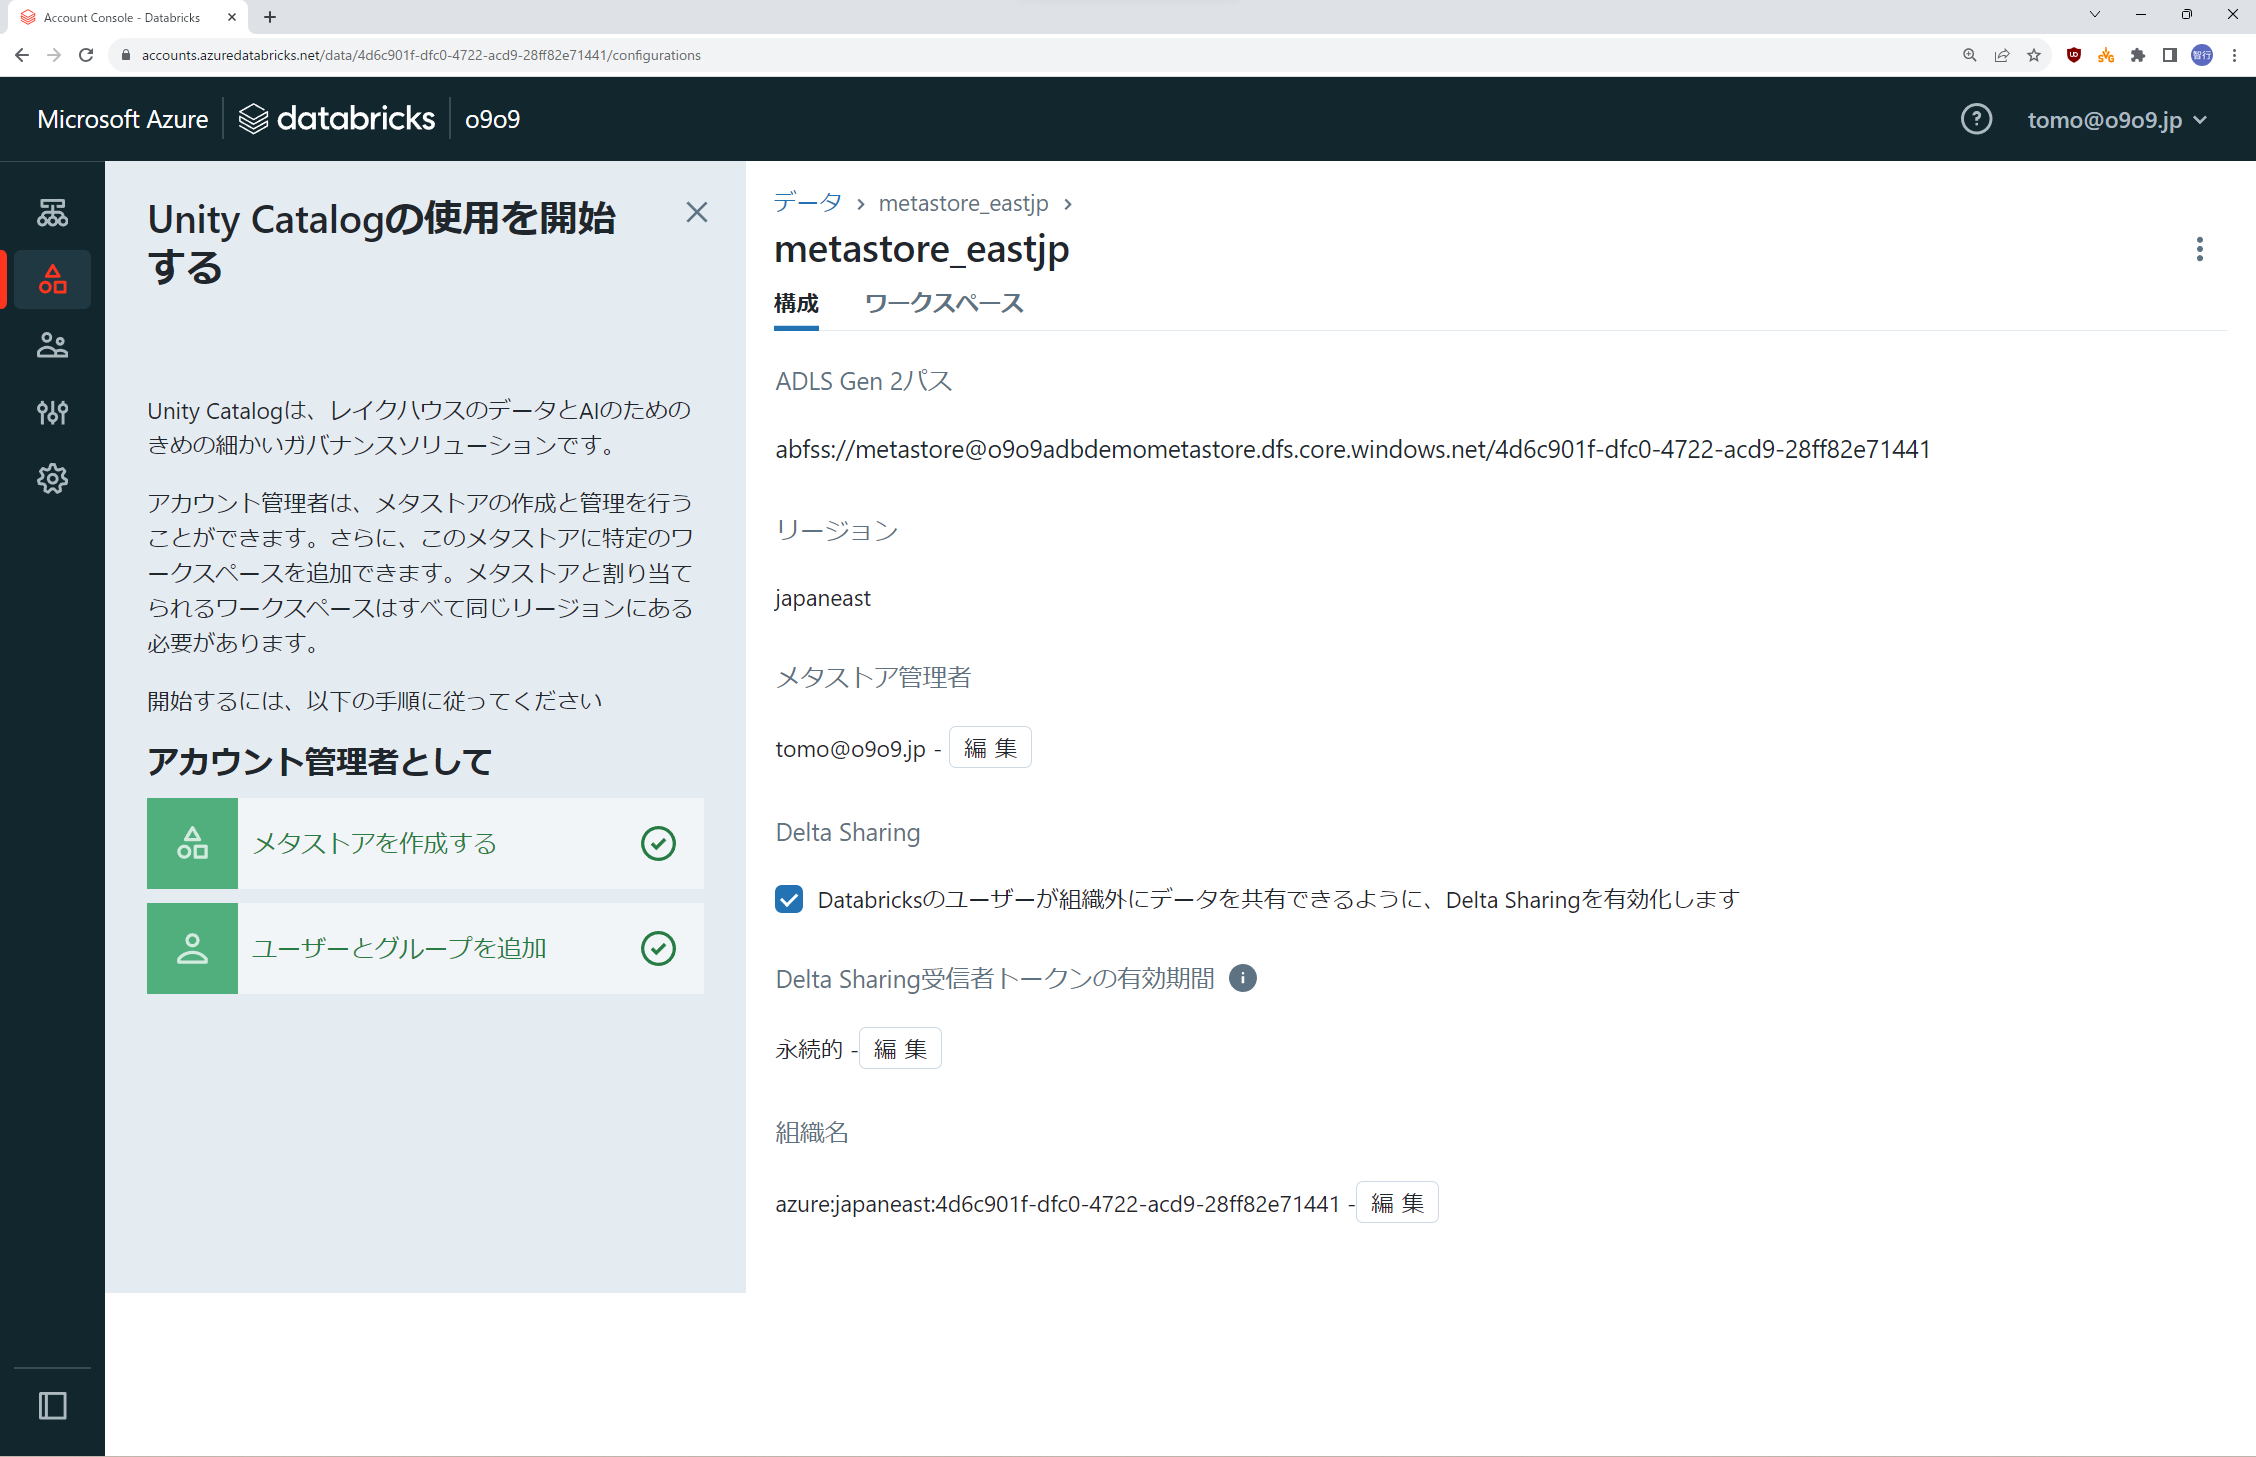 Account Console - Databricks
accounts.azuredatabricks.net/data/4d6c901f-dfc0-4722-acd9-28ff82e71441/configurations
智行
Microsoft Azure
databricks
o9o9
?
tomo@o9o9.jp
Unity Catalogの使用を開始
する
Unity Catalogは、レイクハウスのデータとAIのための
きめの細かいガバナンスソリューションです。
アカウント管理者は、メタストアの作成と管理を行う
ことができます。さらに、このメタストアに特定のワ
ークスペースを追加できます。メタストアと割り当て
られるワークスペースはすべて同じリージョンにある
必要があります。
開始するには、以下の手順に従ってください
アカウント管理者として
メタストアを作成する
ユーザーとグループを追加
データ › metastore_eastjp ›
metastore_eastjp
構成 ワークスペース
ADLS Gen 2パス
abfss://metastore@o9o9adbdemometastore.dfs.core.windows.net/4d6c901f-dfc0-4722-acd9-28ff82e71441
リージョン
japaneast
メタストア管理者
tomo@o9o9.jp - 編 集
Delta Sharing
Databricksのユーザーが組織外にデータを共有できるように、Delta Sharingを有効化します
Delta Sharing受信者トークンの有効期間
永続的 - 編 集
組織名
azure:japaneast:4d6c901f-dfc0-4722-acd9-28ff82e71441 - 編 集